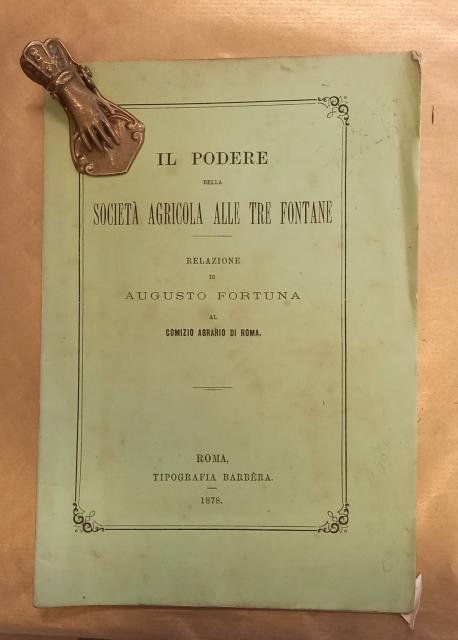 IL PODERE
DELLA
SOCIETÀ AGRICOLA ALLE TRE FONTANE
RELAZIONE
DI
AUGUSTO FORTUNA
AL
COMIZIO AGRARIO DI ROMA.
ROMA,
TIPOGRAFIA BARBÈRA.
1878.